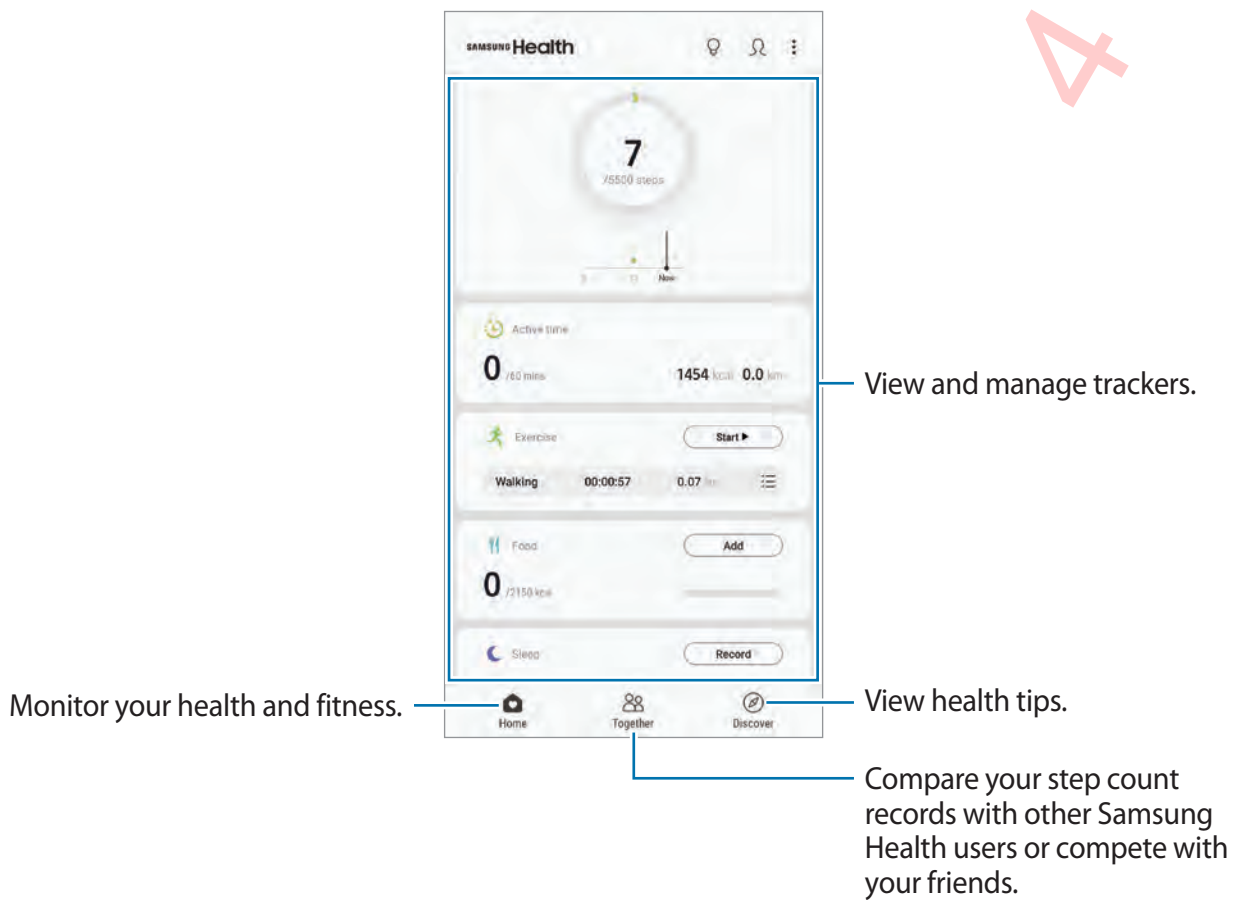 SAMSUNG Health
7
/5500 steps
Now
Active time
0 /60 mins 1454 kcal 0.0 km
Exercise Start
Walking 00:00:57 0.07
Food Add
0 /2150 kcal
Sleep Record
Home Together Discover
View and manage trackers.
Monitor your health and fitness.
View health tips.
Compare your step count
records with other Samsung
Health users or compete with
your friends.
4